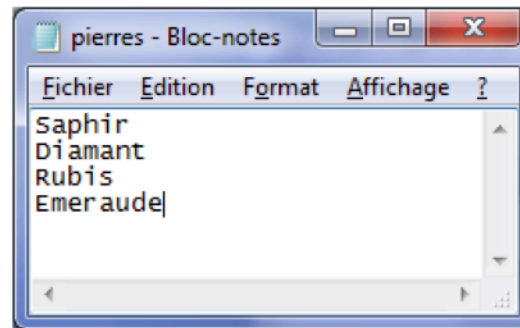 pierres - Bloc-notes
Fichier Edition Format Affichage ?
Saphir
Diamant
Rubis
Emeraude